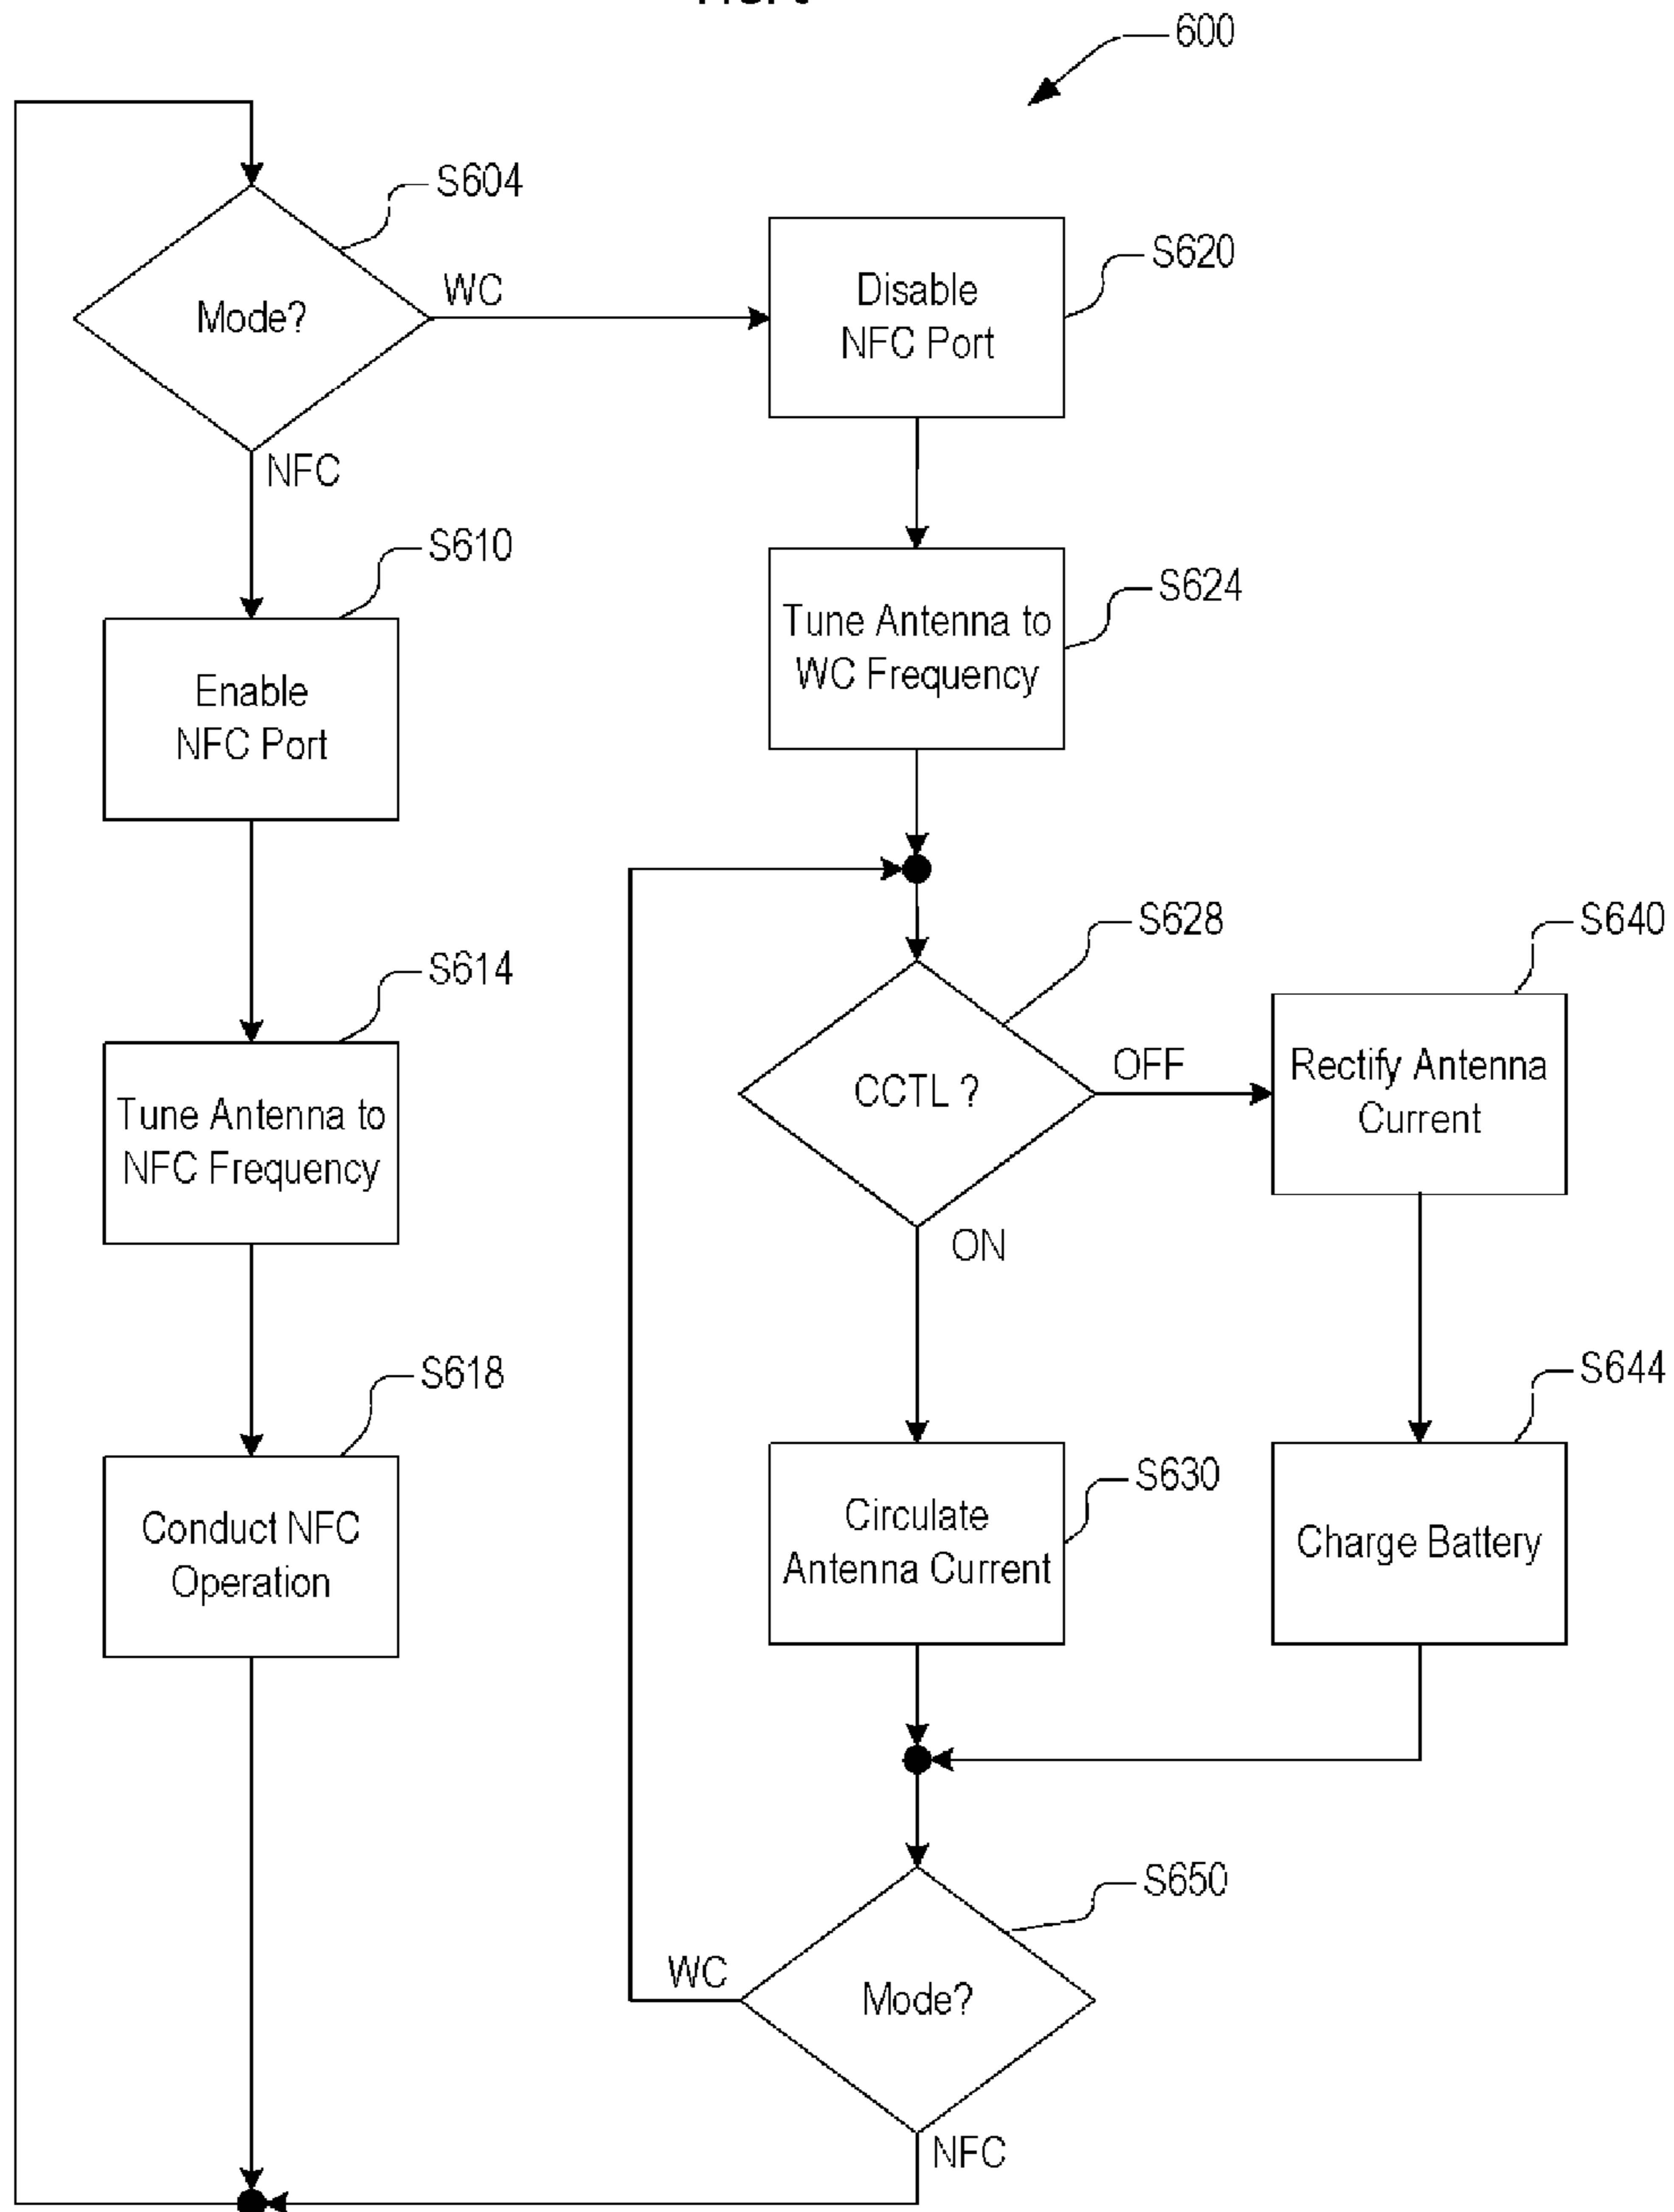 600
S604
Mode?
WC
NFC
S620
Disable
NFC Port
S610
Enable
NFC Port
S624
Tune Antenna to
WC Frequency
S614
Tune Antenna to
NFC Frequency
S628
CCTL ?
OFF
ON
S640
Rectify Antenna
Current
S618
Conduct NFC
Operation
S630
Circulate
Antenna Current
S644
Charge Battery
S650
Mode?
WC
NFC